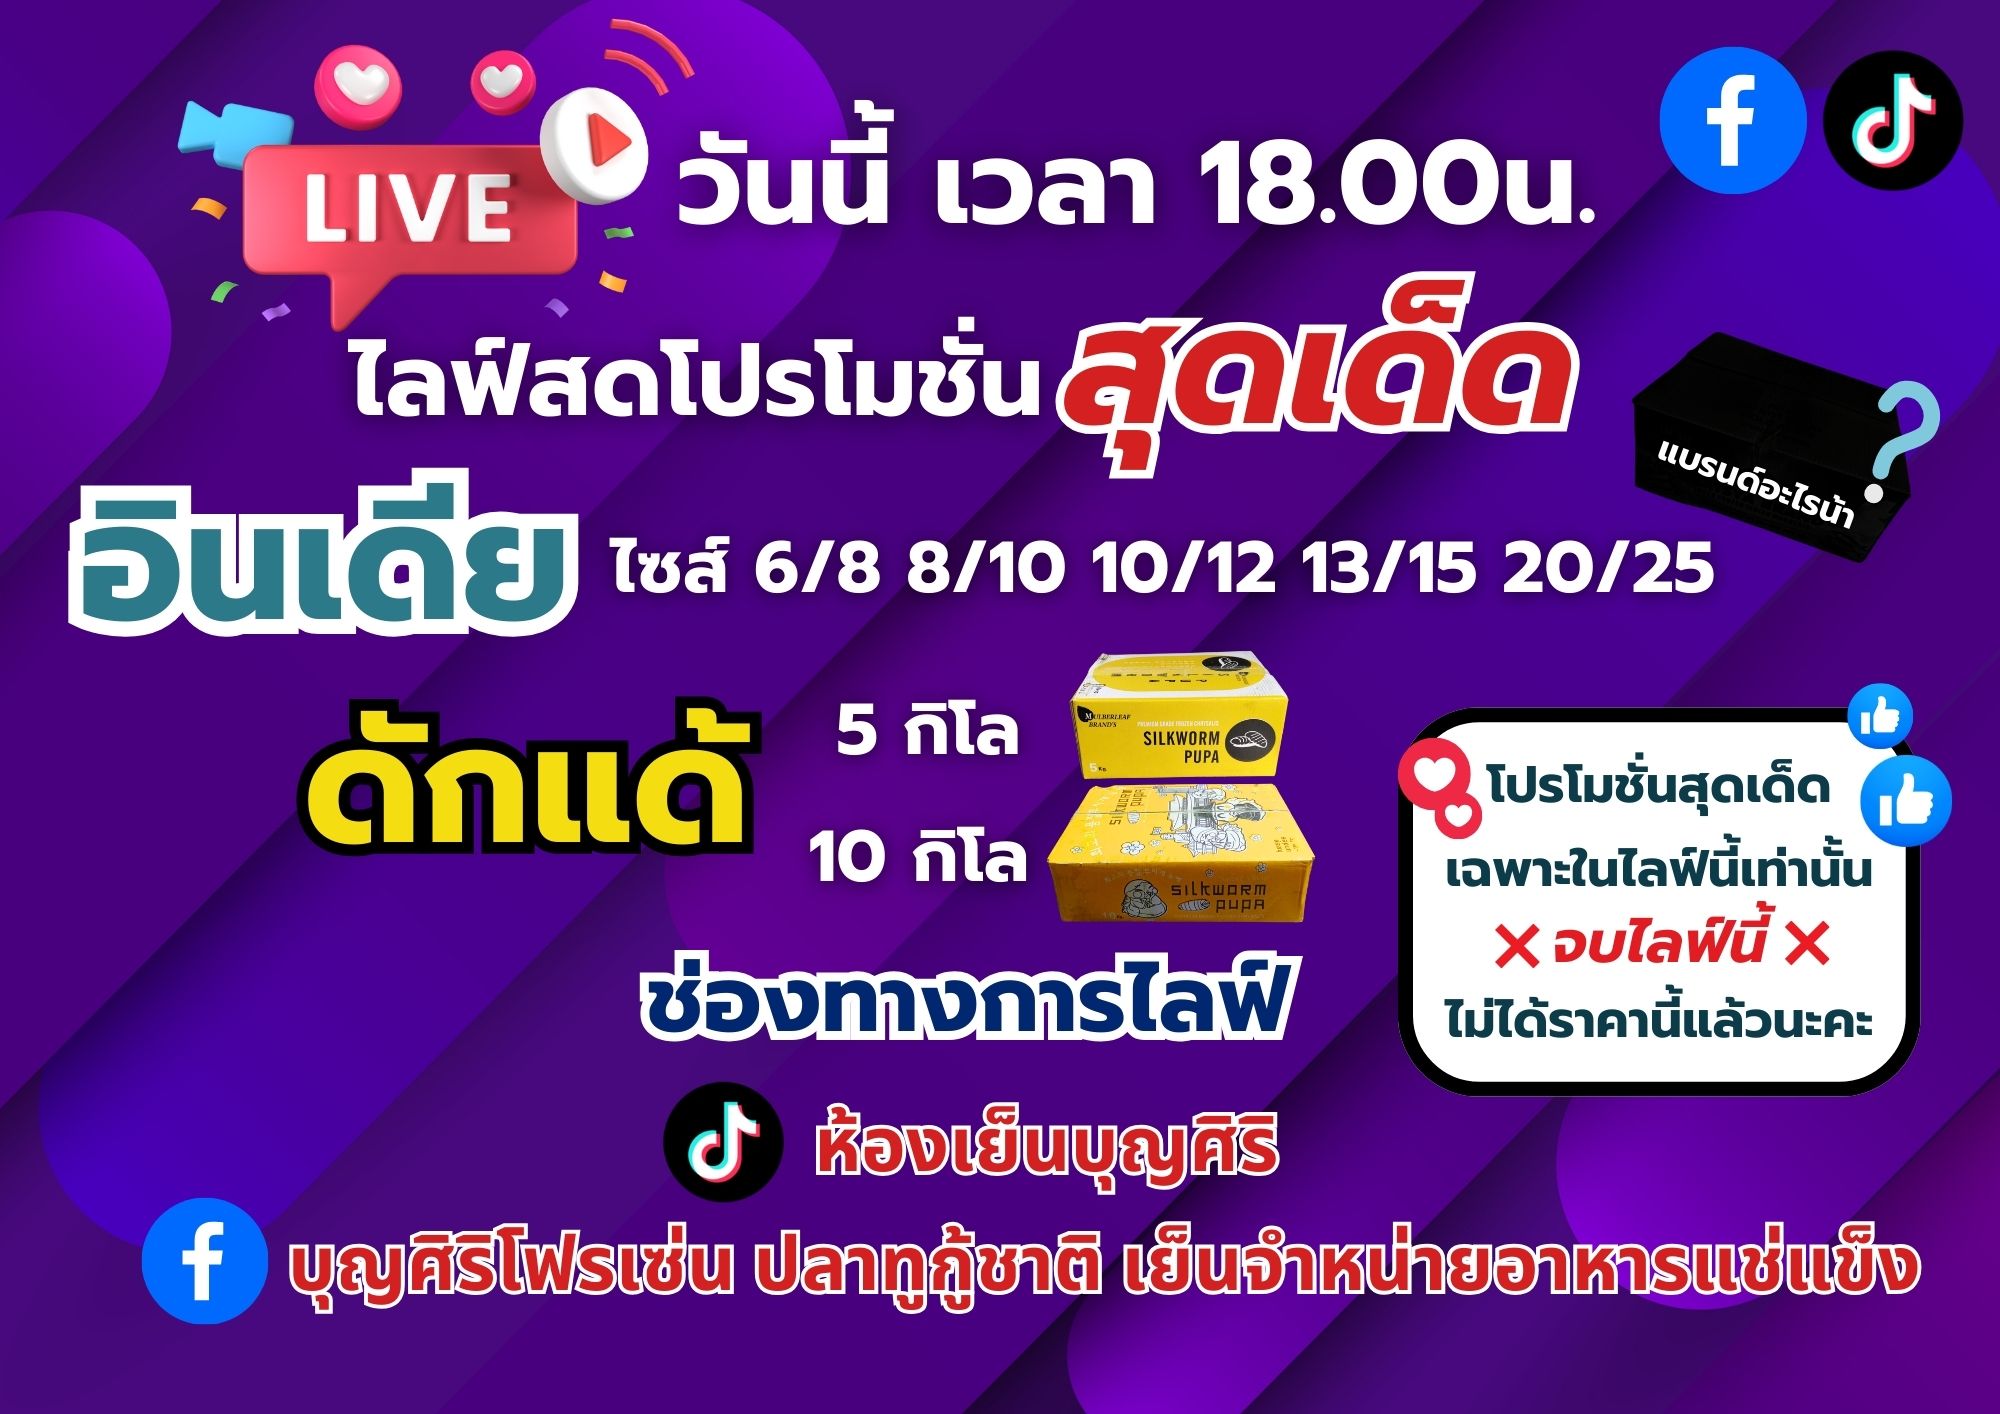 LIVE
วันนี้ เวลา 18.00น.
ไลฟ์สดโปรโมชั่น สุดเด็ด
แบรนด์อะไรน้า
?
อินเดีย ไซส์ 6/8 8/10 10/12 13/15 20/25
ดักแด้
5 กิโล
10 กิโล
MULBERLEAF
BRAND'S
PREMIUM GRADE FROZEN CHRYSALIS
SILKWORM
PUPA
5 KG
SILKWORM
PUPA
โปรโมชั่นสุดเด็ด
เฉพาะในไลฟ์นี้เท่านั้น
❌ จบไลฟ์นี้ ❌
ไม่ได้ราคานี้แล้วนะคะ
ช่องทางการไลฟ์
ห้องเย็นบุญศิริ
บุญศิริโฟรเซ่น ปลาทูกู้ชาติ เย็นจำหน่ายอาหารแช่แข็ง